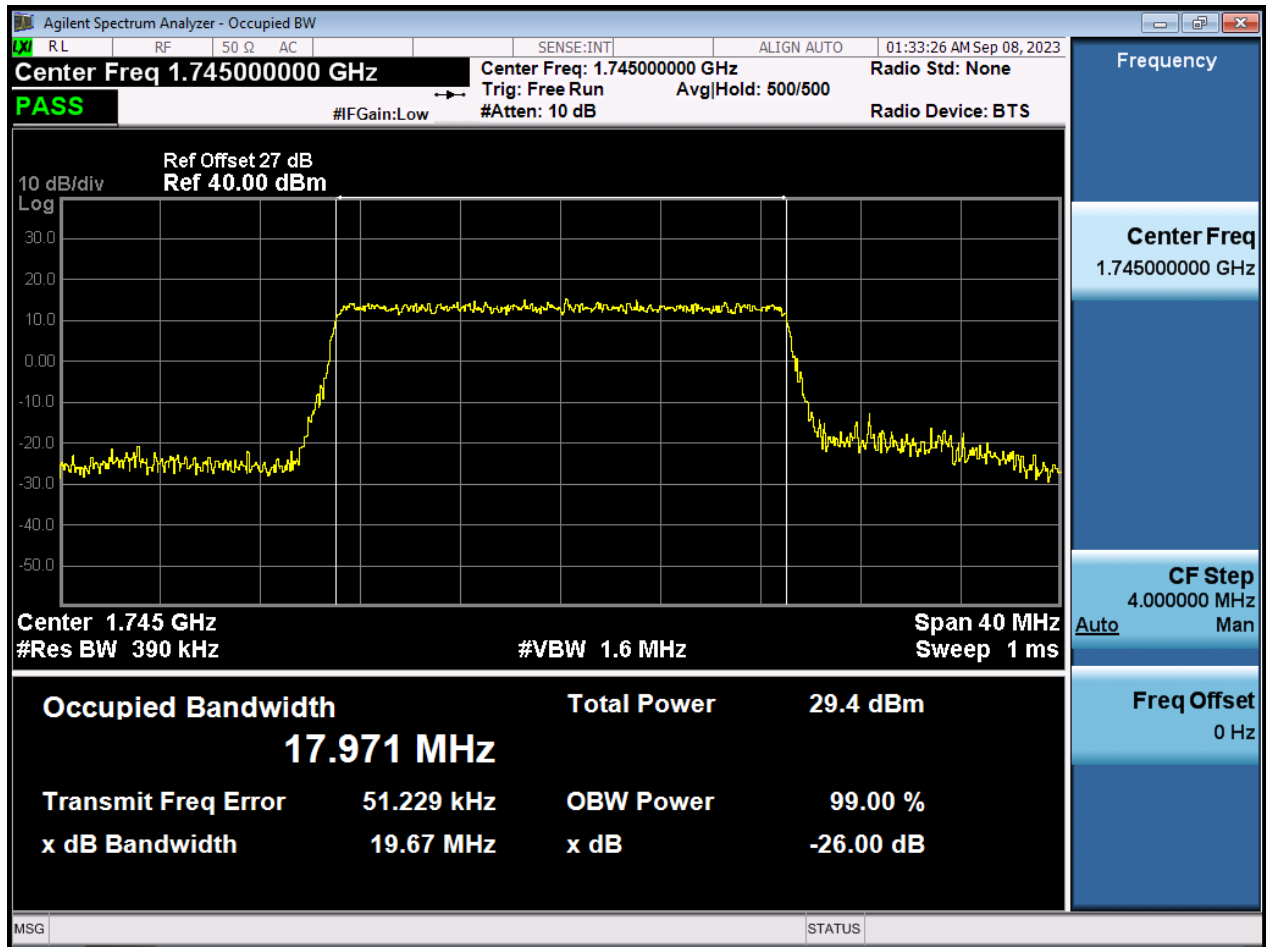 Agilent Spectrum Analyzer - Occupied BW
LXI RL RF 50 Ω AC SENSE:INT ALIGN AUTO 01:33:26 AM Sep 08, 2023
Center Freq 1.745000000 GHz
Center Freq: 1.745000000 GHz Radio Std: None
Trig: Free Run Avg|Hold: 500/500
PASS
#IFGain:Low #Atten: 10 dB Radio Device: BTS
Ref Offset 27 dB
10 dB/div Ref 40.00 dBm
Log
30.0
20.0
10.0
0.00
-10.0
-20.0
-30.0
-40.0
-50.0
Center 1.745 GHz Span 40 MHz
#Res BW 390 kHz #VBW 1.6 MHz Sweep 1 ms
Occupied Bandwidth Total Power 29.4 dBm
17.971 MHz
Transmit Freq Error 51.229 kHz OBW Power 99.00 %
x dB Bandwidth 19.67 MHz x dB -26.00 dB
MSG STATUS
Frequency
Center Freq
1.745000000 GHz
CF Step
4.000000 MHz
Auto Man
Freq Offset
0 Hz